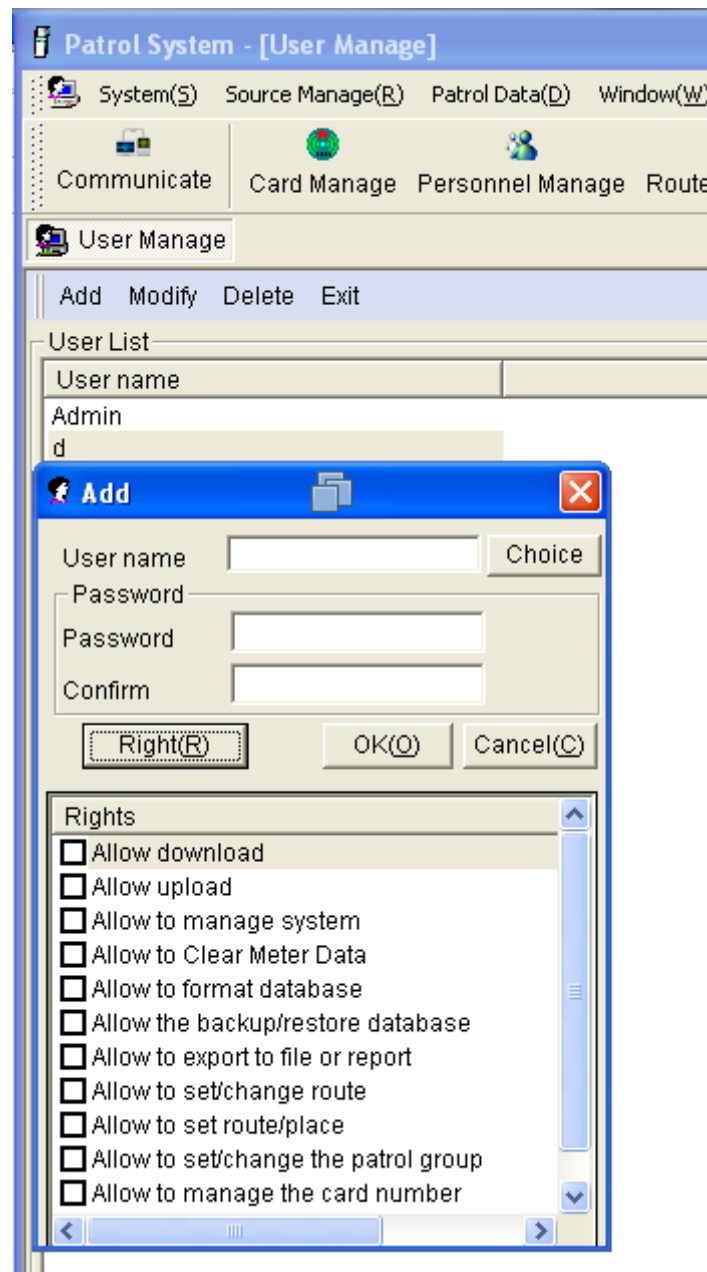 Patrol System - [User Manage]
System(S) Source Manage(R) Patrol Data(D) Window(W)
Communicate Card Manage Personnel Manage Route
User Manage
Add Modify Delete Exit
User List
User name
Admin
d
Add
User name Choice
Password
Password
Confirm
Right(R) OK(O) Cancel(C)
Rights
Allow download
Allow upload
Allow to manage system
Allow to Clear Meter Data
Allow to format database
Allow the backup/restore database
Allow to export to file or report
Allow to set/change route
Allow to set route/place
Allow to set/change the patrol group
Allow to manage the card number